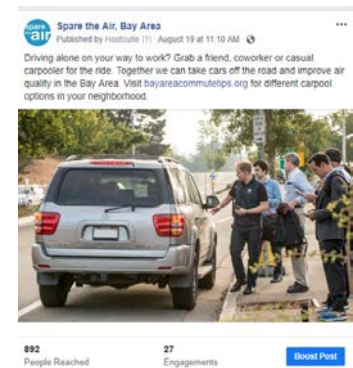 spare the air
Spare the Air, Bay Area
Published by Hootsuite [?] · August 19 at 11:10 AM ·
Driving alone on your way to work? Grab a friend, coworker or casual
carpooler for the ride. Together we can take cars off the road and improve air
quality in the Bay Area. Visit bayareacommutetips.org for different carpool
options in your neighborhood.
892
27
People Reached
Engagements
Boost Post